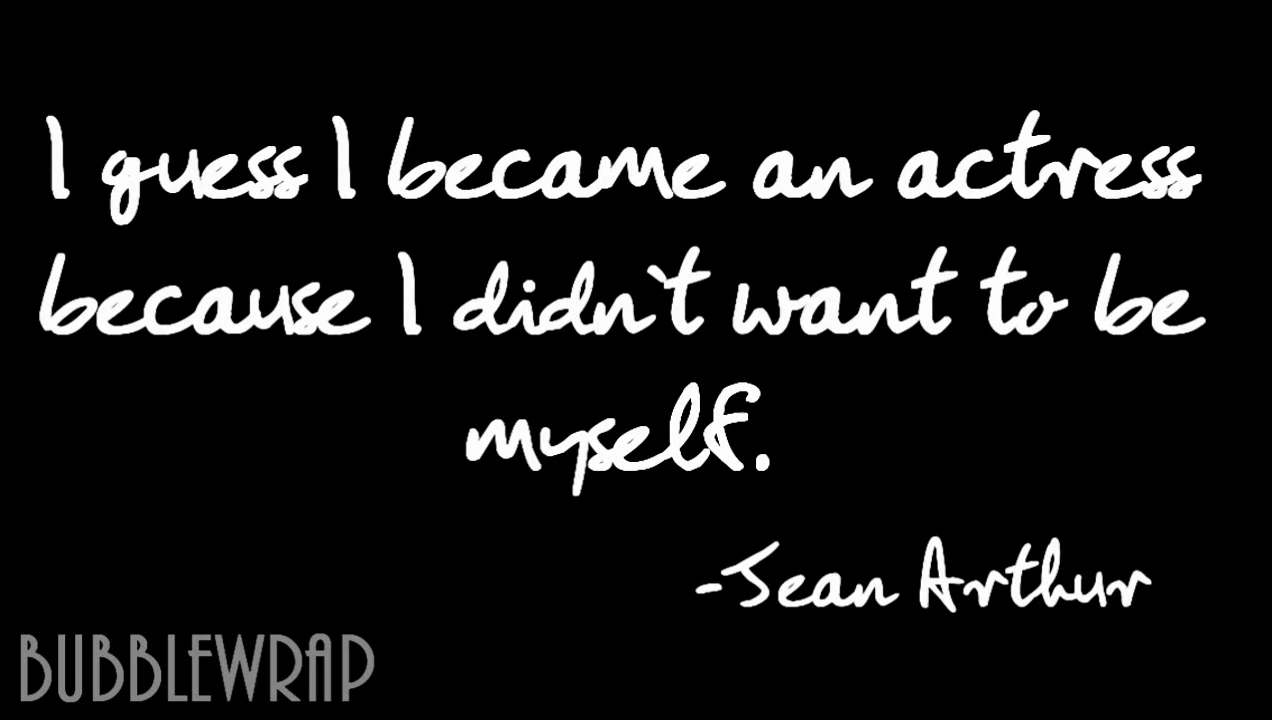 I guess I became an actress
because I didn't want to be
myself.
-Jean Arthur
BUBBLEWRAP